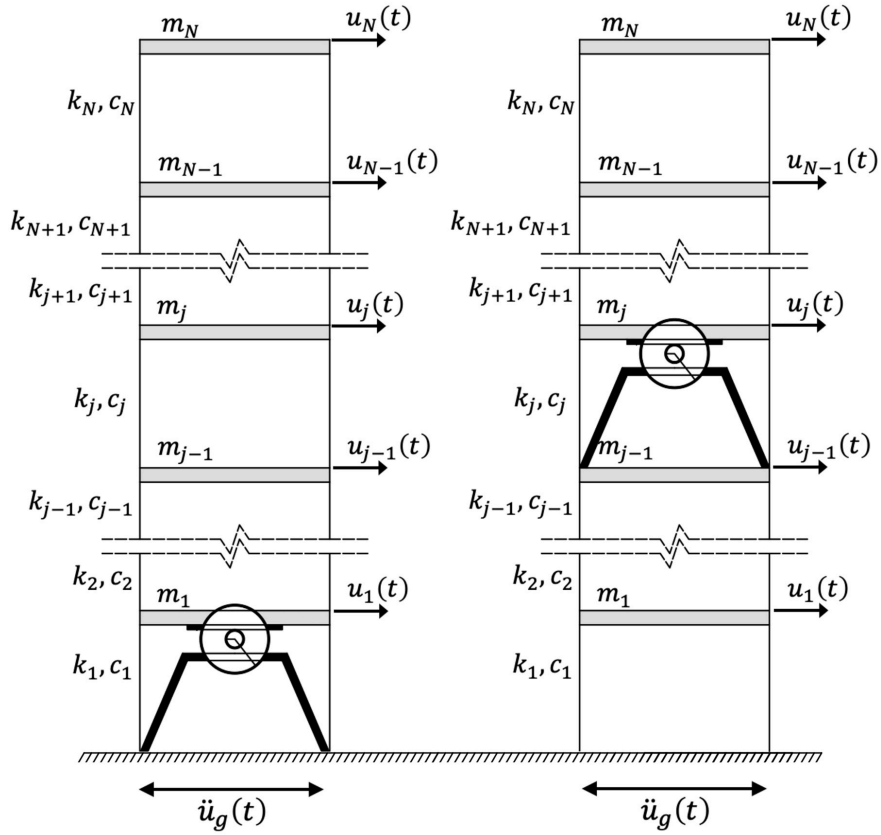 m_N u_N(t) m_N u_N(t)
k_N, c_N k_N, c_N
m_{N-1} u_{N-1}(t) m_{N-1} u_{N-1}(t)
k_{N+1}, c_{N+1} k_{N+1}, c_{N+1}
k_{j+1}, c_{j+1} m_j u_j(t) k_{j+1}, c_{j+1} m_j u_j(t)
k_j, c_j k_j, c_j
m_{j-1} u_{j-1}(t) m_{j-1} u_{j-1}(t)
k_{j-1}, c_{j-1} k_{j-1}, c_{j-1}
k_2, c_2 m_1 u_1(t) k_2, c_2 m_1 u_1(t)
k_1, c_1 k_1, c_1
ü_g(t) ü_g(t)